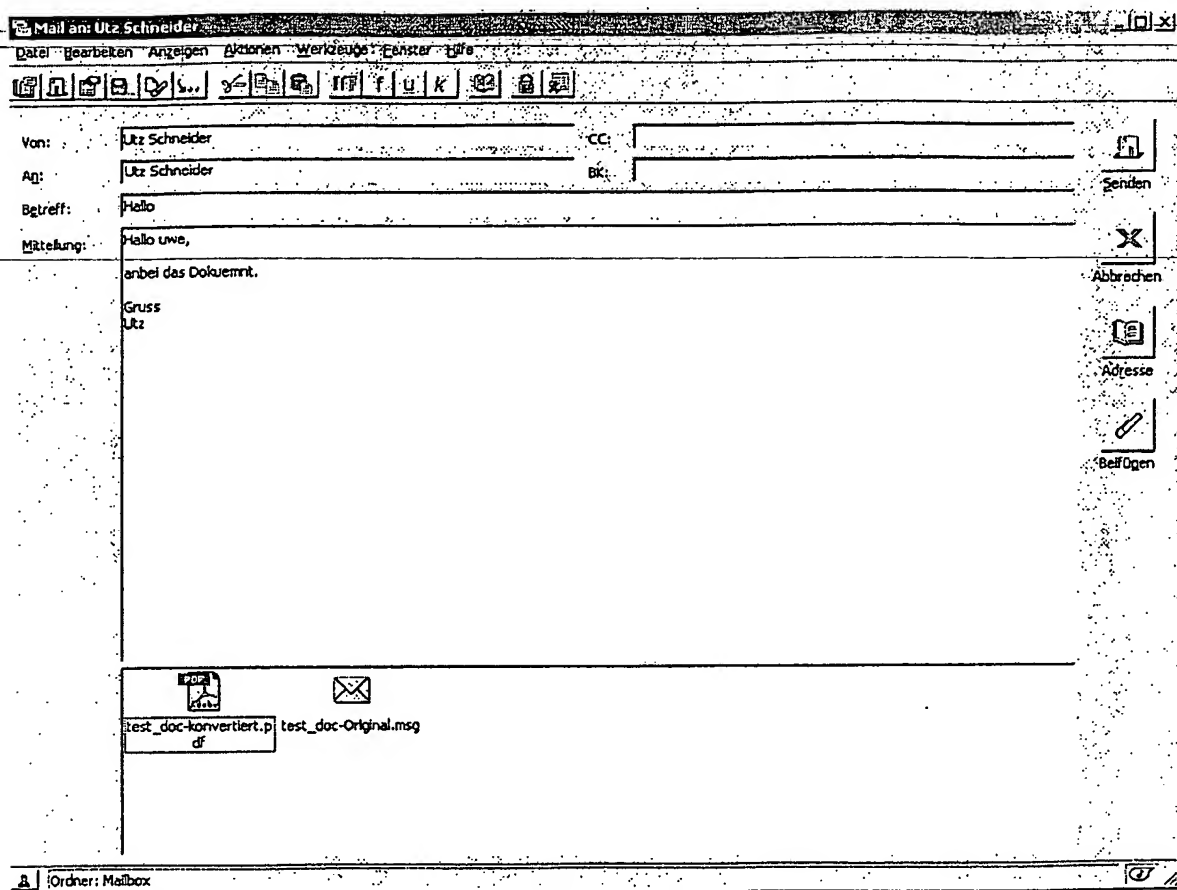 Mail an: Utz Schneider
Datei Bearbeiten Anzeigen Aktionen Werkzeuge Fenster Hilfe
f u k
Von: Utz Schneider CC:
An: Utz Schneider BK:
Senden
Betreff: Hallo
Mitteilung: Hallo uwe,
anbei das Dokuemnt.
Abbrechen
Gruss
Utz
Adresse
Beifügen
PDF
Adobe
test_doc-konvertiert.p test_doc-Original.msg
df
Ordner: Mailbox